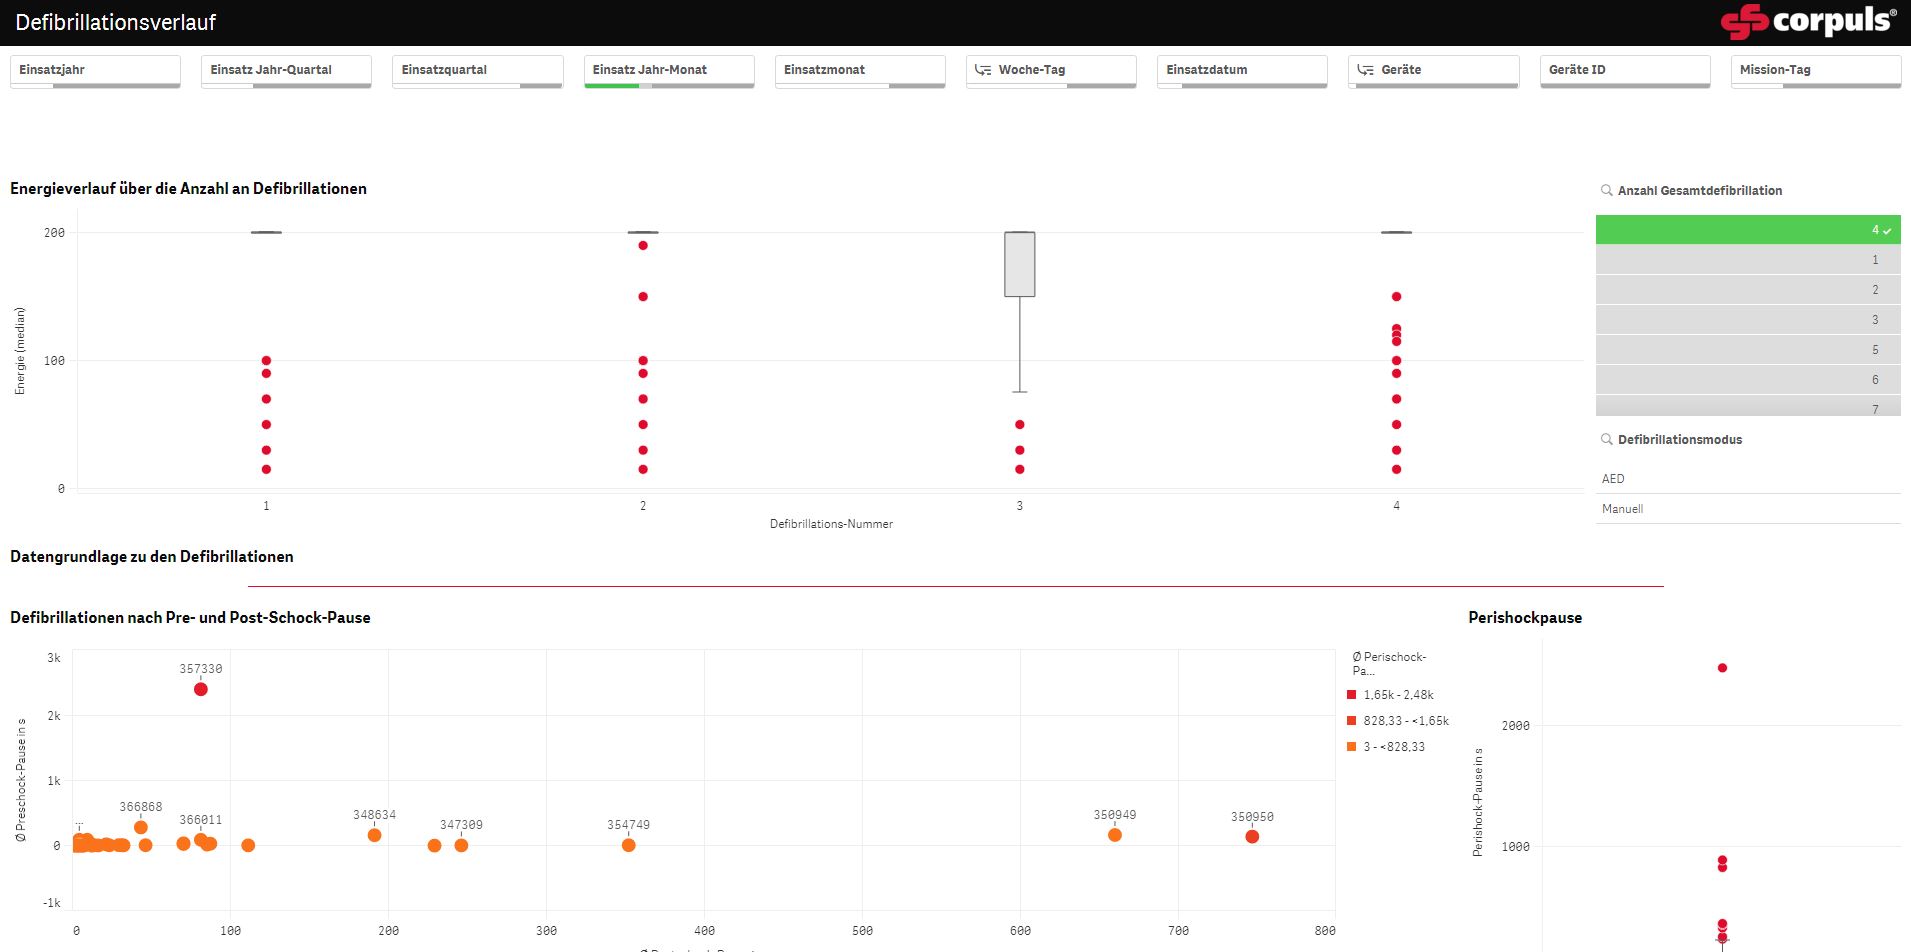 Defibrillationsverlauf
corpuls®
Einsatzjahr
Einsatz Jahr-Quartal
Einsatzquartal
Einsatz Jahr-Monat
Einsatzmonat
Woche-Tag
Einsatzdatum
Geräte
Geräte ID
Mission-Tag
Energieverlauf über die Anzahl an Defibrillationen
Energie (median)
200
100
0
1
2
3
4
Defibrillations-Nummer
Anzahl Gesamtdefibrillation
4
1
2
3
5
6
7
Defibrillationsmodus
AED
Manuell
Datengrundlage zu den Defibrillationen
Defibrillationen nach Pre- und Post-Schock-Pause
Ø Preschock-Pause in s
3k
2k
1k
0
-1k
357330
...
366868
366011
348634
347309
354749
350949
350950
0
100
200
300
400
500
600
700
800
Ø Perischock-
Pa...
1,65k - 2,48k
828,33 - <1,65k
3 - <828,33
Perishockpause
Perishock-Pause in s
2000
1000